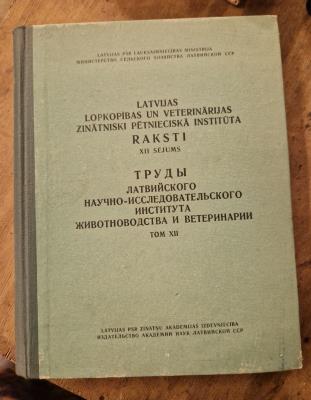 LATVIJAS PSR LAUKSAIMNIECĪBAS MINISTRIJA
МИНИСТЕРСТВО СЕЛЬСКОГО ХОЗЯЙСТВА ЛАТВИЙСКОЙ ССР
LATVIJAS
LOPKOPĪBAS UN VETERINĀRIJAS
ZINĀTNISKI PĒTNIECISKĀ INSTITŪTA
RAKSTI
XII SĒJUMS
ТРУДЫ
ЛАТВИЙСКОГО
НАУЧНО-ИССЛЕДОВАТЕЛЬСКОГО
ИНСТИТУТА
ЖИВОТНОВОДСТВА И ВЕТЕРИНАРИИ
ТОМ XII
LATVIJAS PSR ZINĀTŅU AKADĒMIJAS IZDEVNIECĪBA
ИЗДАТЕЛЬСТВО АКАДЕМИИ НАУК ЛАТВИЙСКОЙ ССР